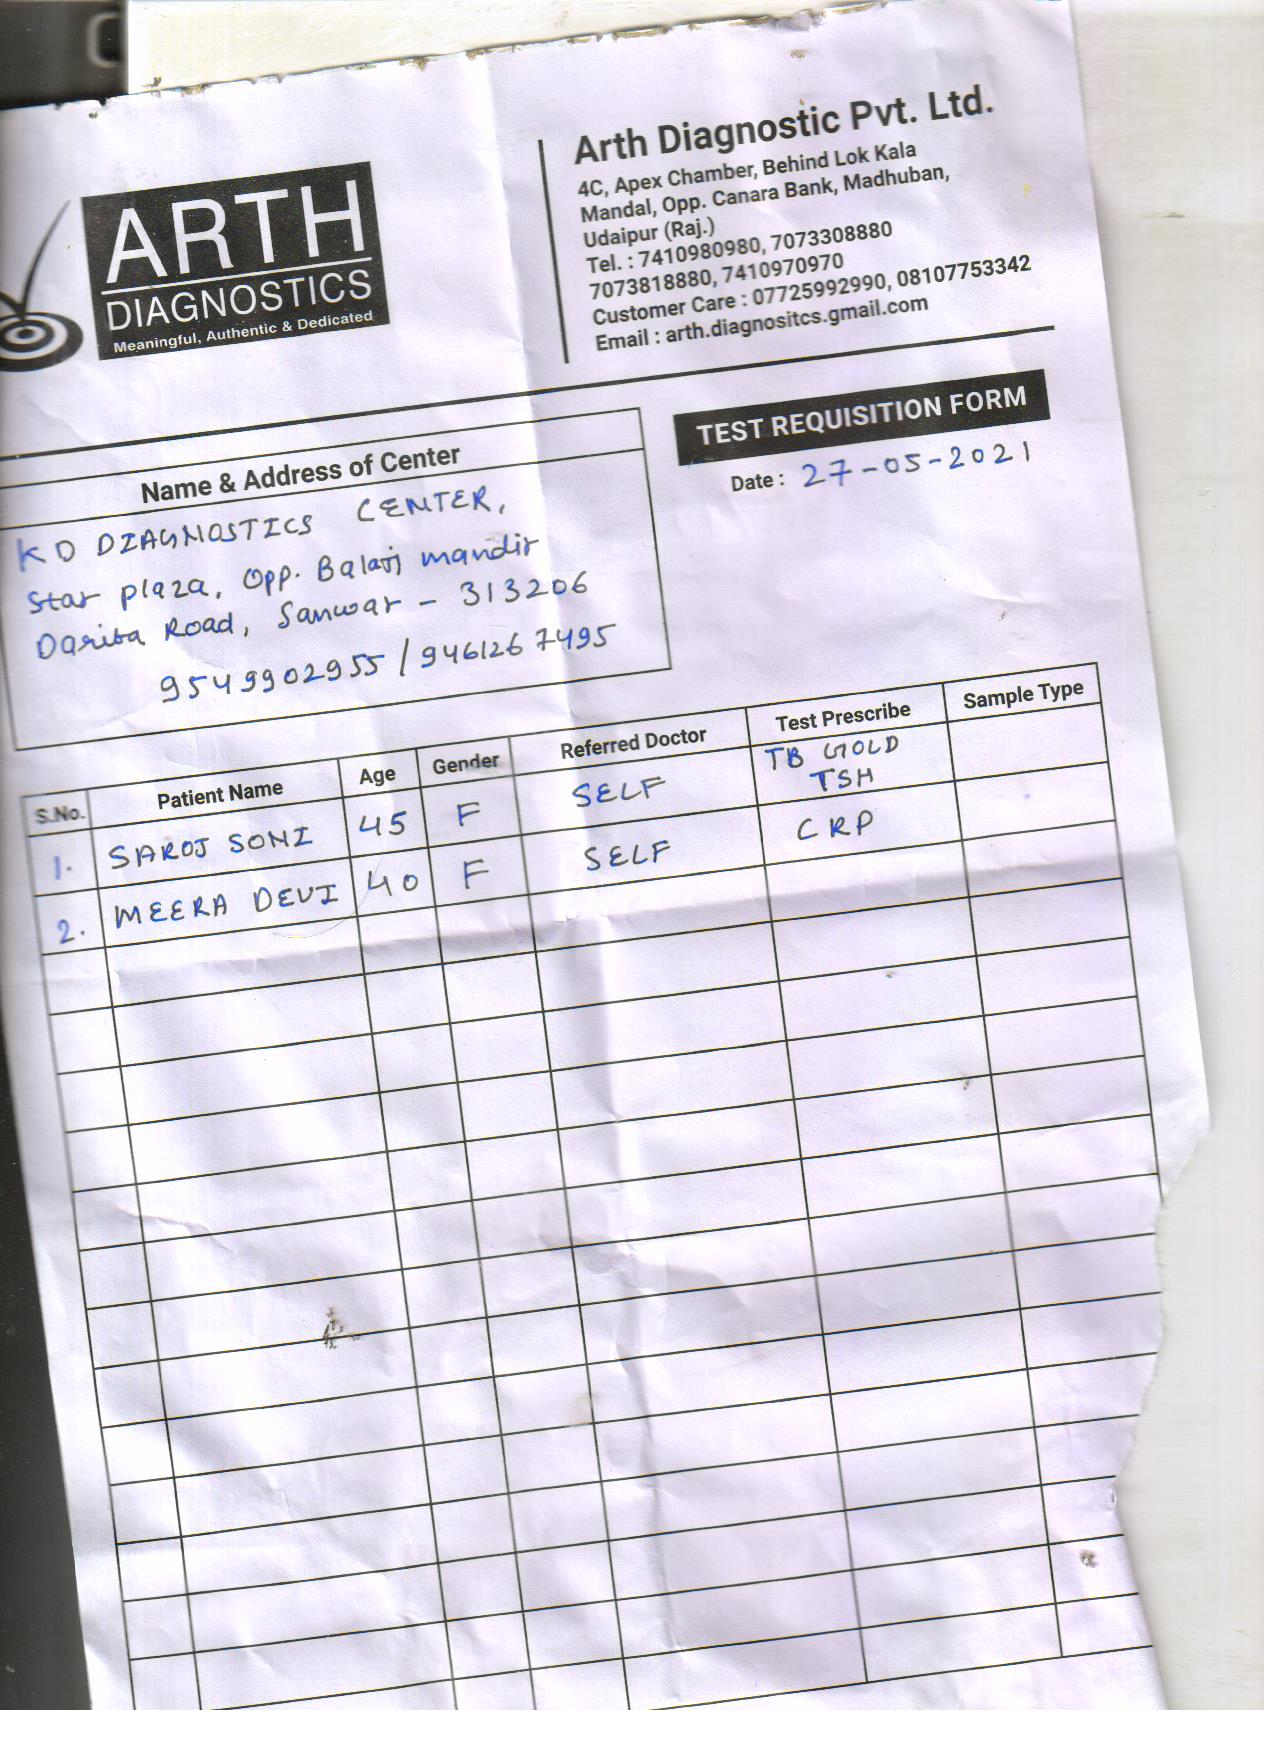 ARTH
DIAGNOSTICS
Meaningful, Authentic & Dedicated
Arth Diagnostic Pvt. Ltd.
4C, Apex Chamber, Behind Lok Kala
Mandal, Opp. Canara Bank, Madhuban,
Udaipur (Raj.)
Tel. : 7410980980, 7073308880
7073818880, 7410970970
Customer Care : 07725992990, 08107753342
Email : arth.diagnositcs.gmail.com
TEST REQUISITION FORM
Date : 27-05-2021
Name & Address of Center
KD DIAGNOSTICS CENTER,
Star plaza, Opp. Balaji mandir
Dariba Road, Sanwar - 313206
9549902955 / 9461267495
S.No. Patient Name Age Gender Referred Doctor Test Prescribe Sample Type
1. SAROJ SONI 45 F SELF TB GOLD
TSH
2. MEERA DEVI 40 F SELF CRP